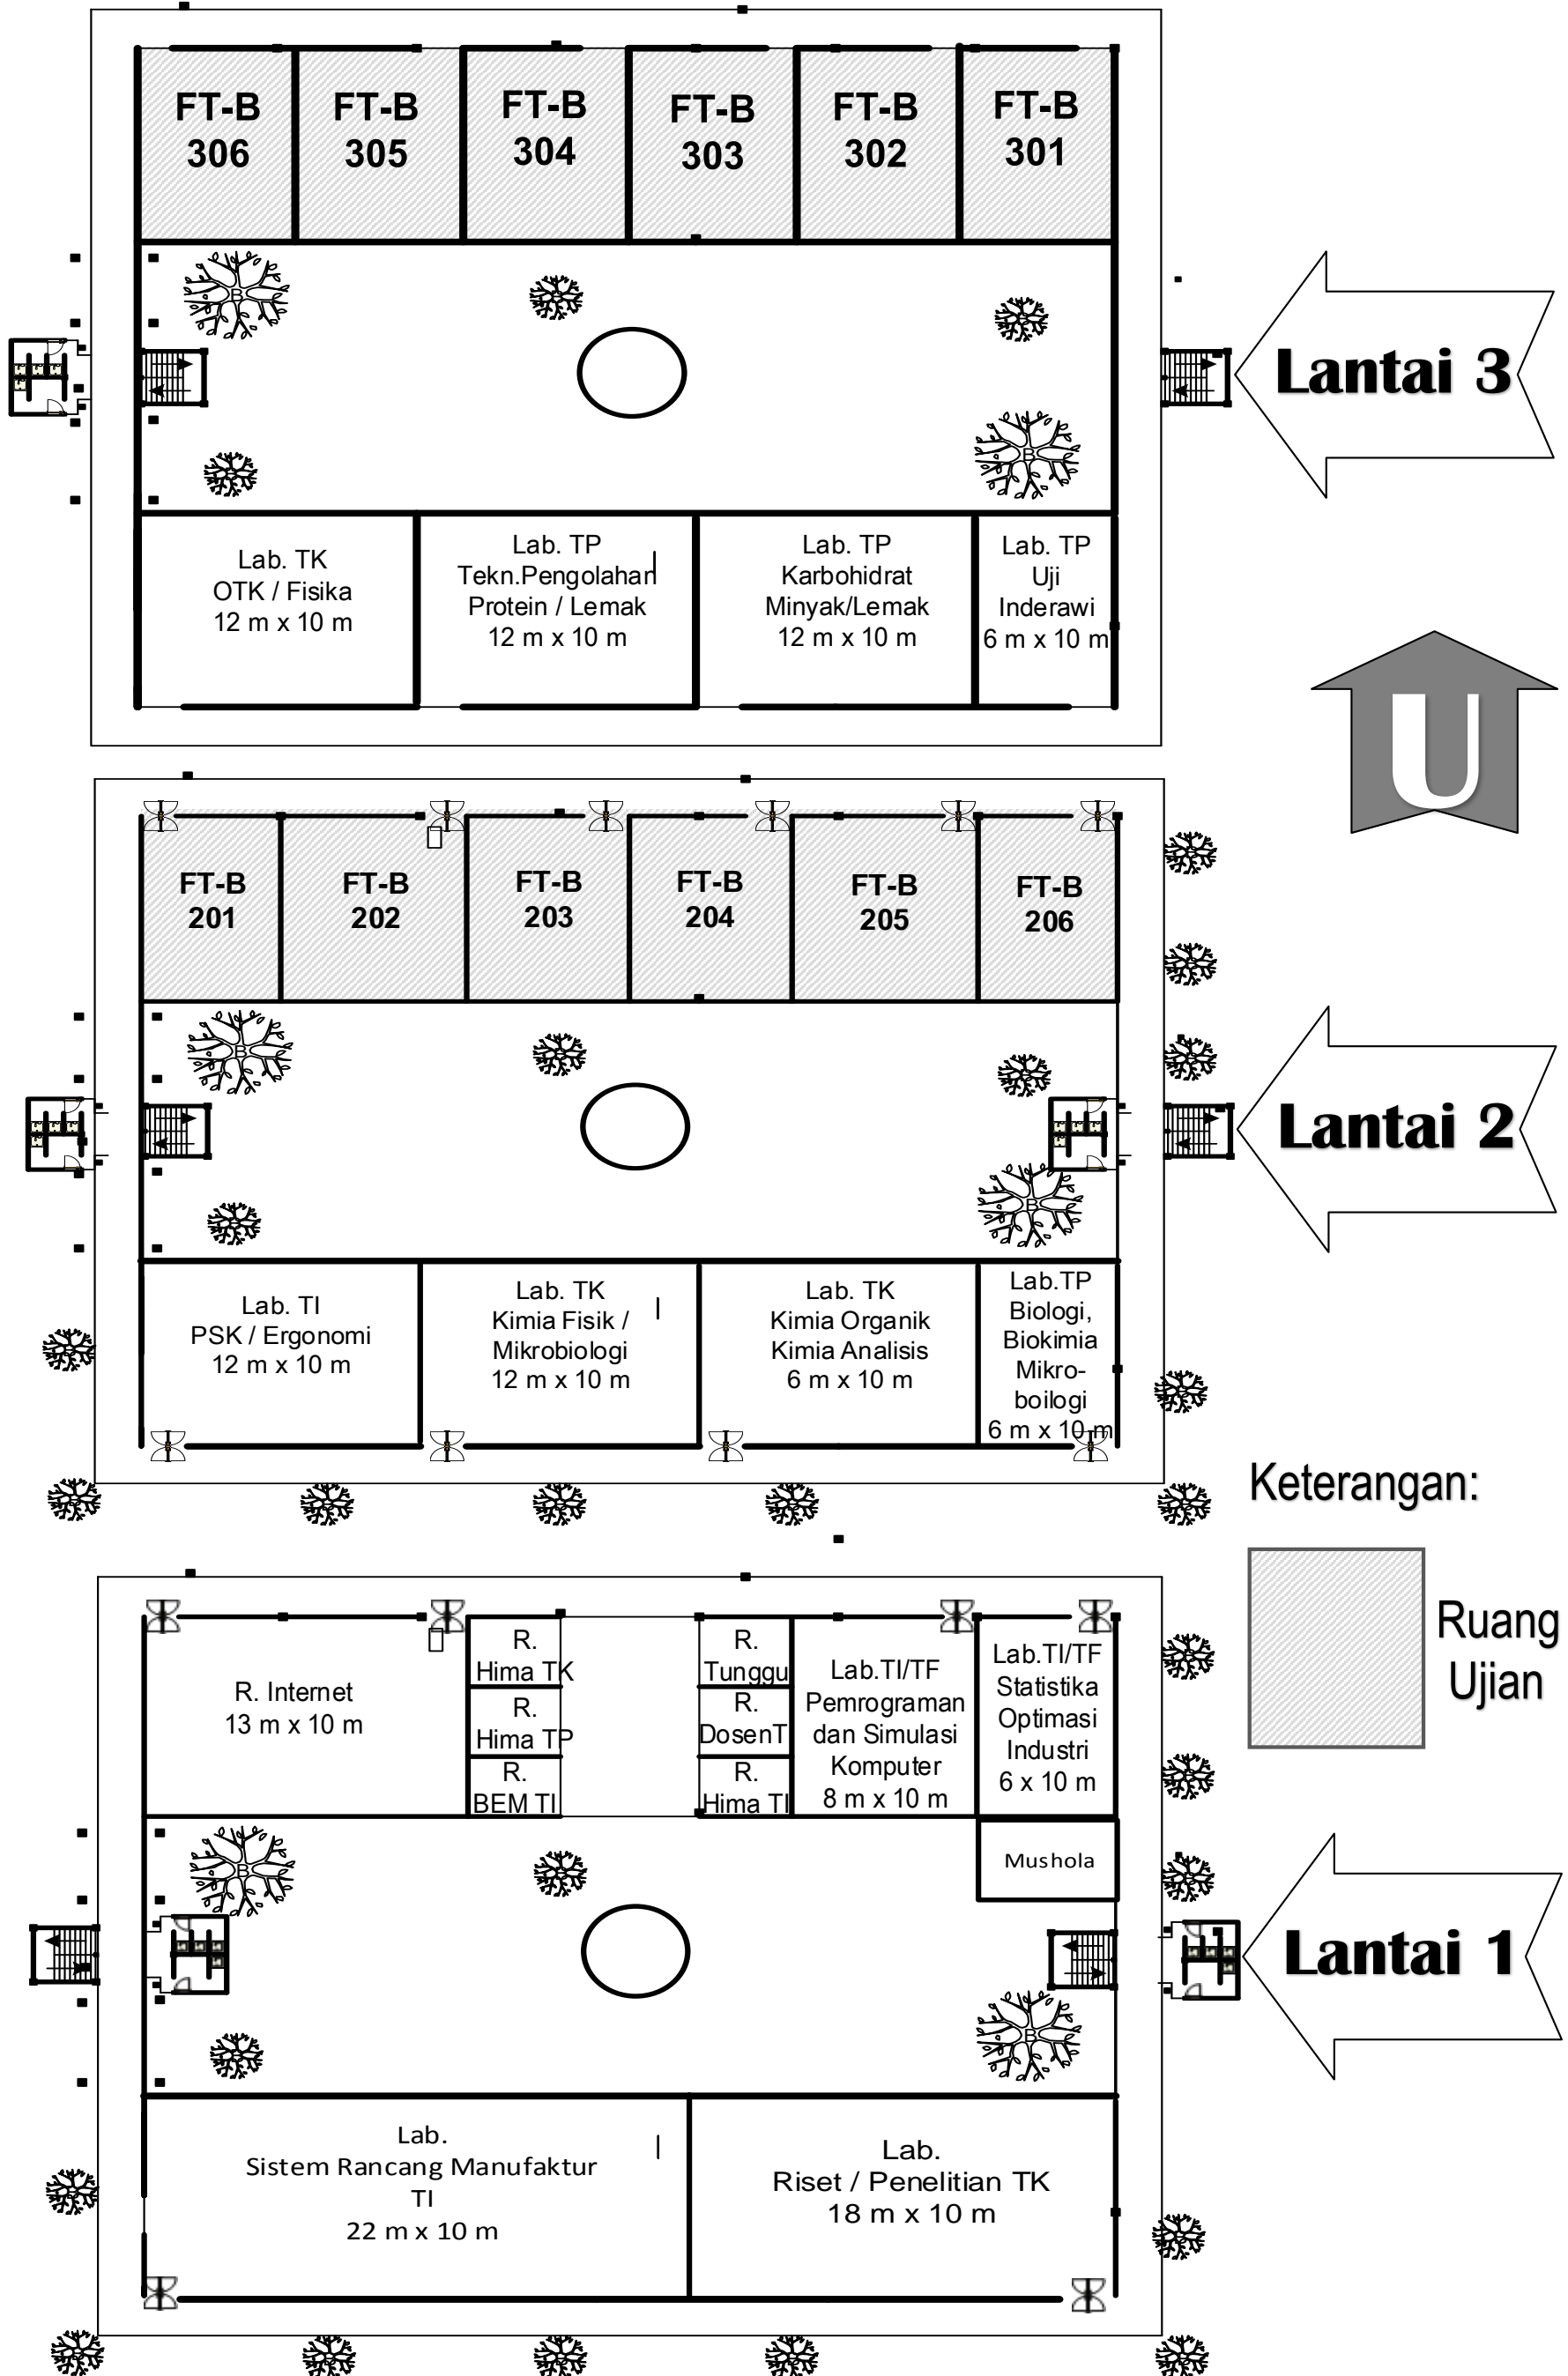 FT-B
306
FT-B
305
FT-B
304
FT-B
303
FT-B
302
FT-B
301
B
B
Lantai 3
Lab. TK
OTK / Fisika
12 m x 10 m
Lab. TP
Tekn.Pengolahan
Protein / Lemak
12 m x 10 m
Lab. TP
Karbohidrat
Minyak/Lemak
12 m x 10 m
Lab. TP
Uji
Inderawi
6 m x 10 m
U
FT-B
201
FT-B
202
FT-B
203
FT-B
204
FT-B
205
FT-B
206
B
B
Lantai 2
Lab. TI
PSK / Ergonomi
12 m x 10 m
Lab. TK
Kimia Fisik /
Mikrobiologi
12 m x 10 m
Lab. TK
Kimia Organik
Kimia Analisis
6 m x 10 m
Lab.TP
Biologi,
Biokimia
Mikro-
boilogi
6 m x 10 m
Keterangan:
Ruang
Ujian
R. Internet
13 m x 10 m
R.
Hima TK
R.
Hima TP
R.
BEM TI
R.
Tunggu
R.
DosenT
R.
Hima TI
Lab.TI/TF
Pemrograman
dan Simulasi
Komputer
8 m x 10 m
Lab.TI/TF
Statistika
Optimasi
Industri
6 x 10 m
Mushola
B
B
Lantai 1
Lab.
Sistem Rancang Manufaktur
TI
22 m x 10 m
Lab.
Riset / Penelitian TK
18 m x 10 m